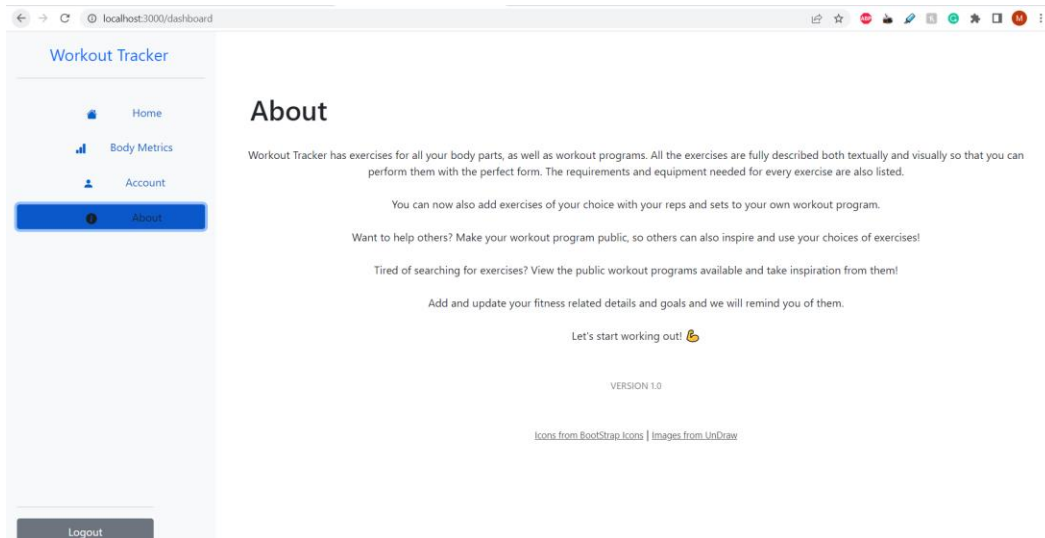 localhost:3000/dashboard
ABP
M
Workout Tracker
Home
Body Metrics
Account
About
Logout
About
Workout Tracker has exercises for all your body parts, as well as workout programs. All the exercises are fully described both textually and visually so that you can
perform them with the perfect form. The requirements and equipment needed for every exercise are also listed.
You can now also add exercises of your choice with your reps and sets to your own workout program.
Want to help others? Make your workout program public, so others can also inspire and use your choices of exercises!
Tired of searching for exercises? View the public workout programs available and take inspiration from them!
Add and update your fitness related details and goals and we will remind you of them.
Let's start working out! 💪
VERSION 1.0
Icons from BootStrap Icons | Images from UnDraw